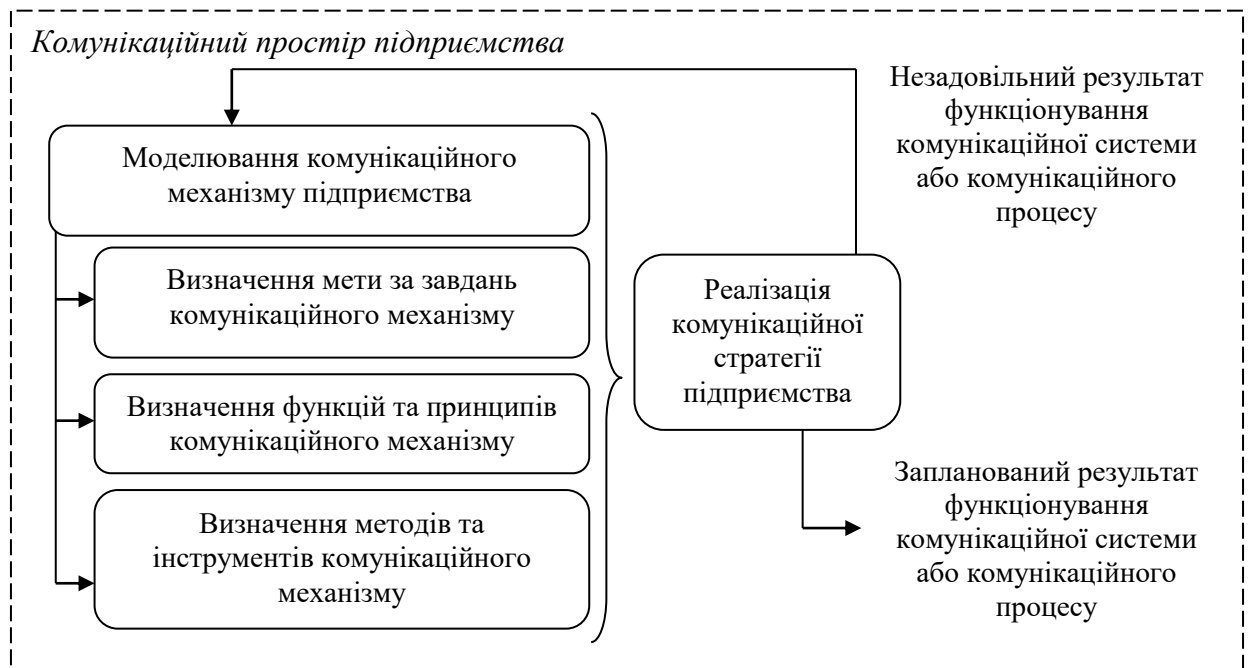 Комунікаційний простір підприємства
Моделювання комунікаційного
механізму підприємства
Визначення мети за завдань
комунікаційного механізму
Визначення функцій та принципів
комунікаційного механізму
Визначення методів та
інструментів комунікаційного
механізму
Реалізація
комунікаційної
стратегії
підприємства
Незадовільний результат
функціонування
комунікаційної системи
або комунікаційного
процесу
Запланований результат
функціонування
комунікаційної системи
або комунікаційного
процесу